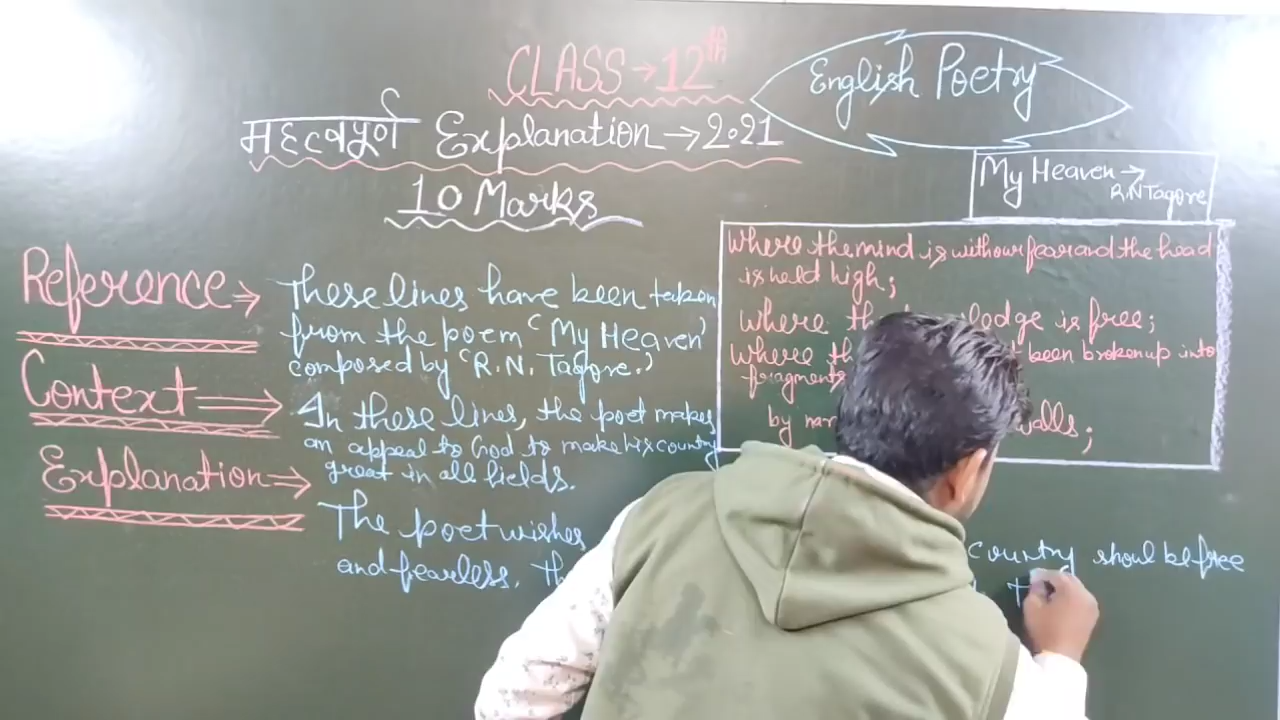 CLASS → 12th
English Poetry
महत्वपूर्ण Explanation → 2021
10 Marks
My Heaven →
R.N Tagore
Where the mind is without fear and the head
is held high;
Where th ledge is free;
Where th been broken up into
fragments
by nar walls;
Reference →
These lines have been taken
from the poem 'My Heaven'
composed by 'R.N. Tagore.'
Context ⇒
In these lines, the poet makes
an appeal to God to make his country
great in all fields.
Explanation →
The poet wishes country shoul be free
and fearless. Th